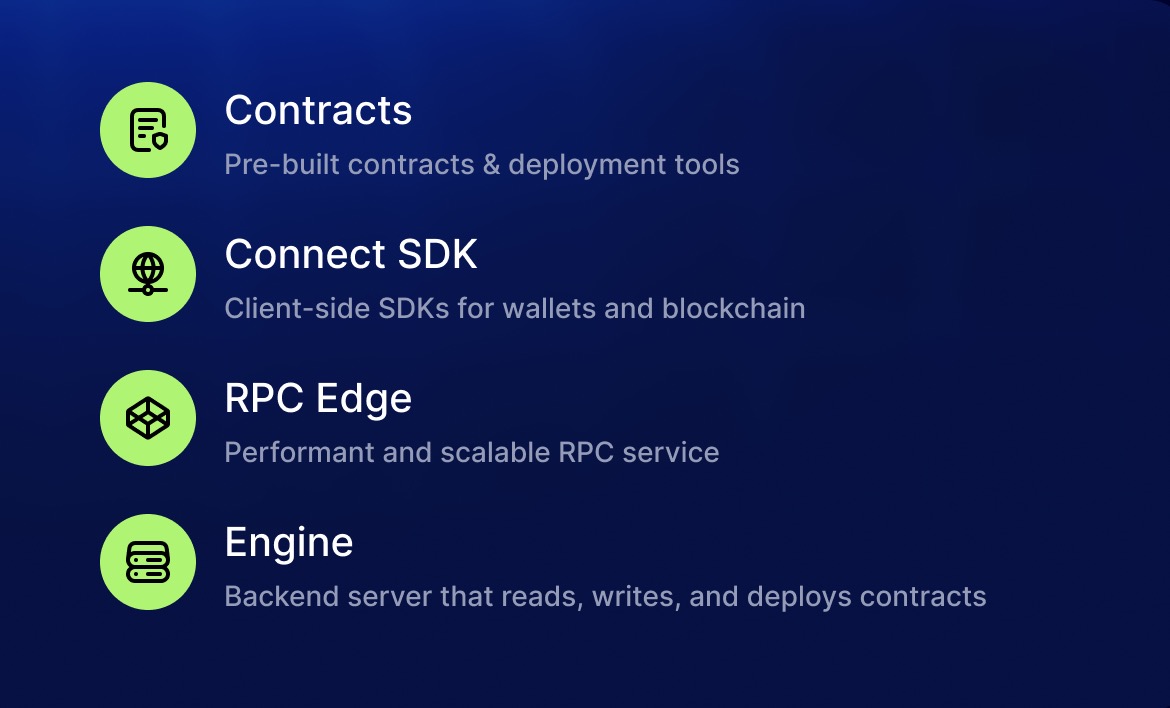 Contracts
Pre-built contracts & deployment tools
Connect SDK
Client-side SDKs for wallets and blockchain
RPC Edge
Performant and scalable RPC service
Engine
Backend server that reads, writes, and deploys contracts